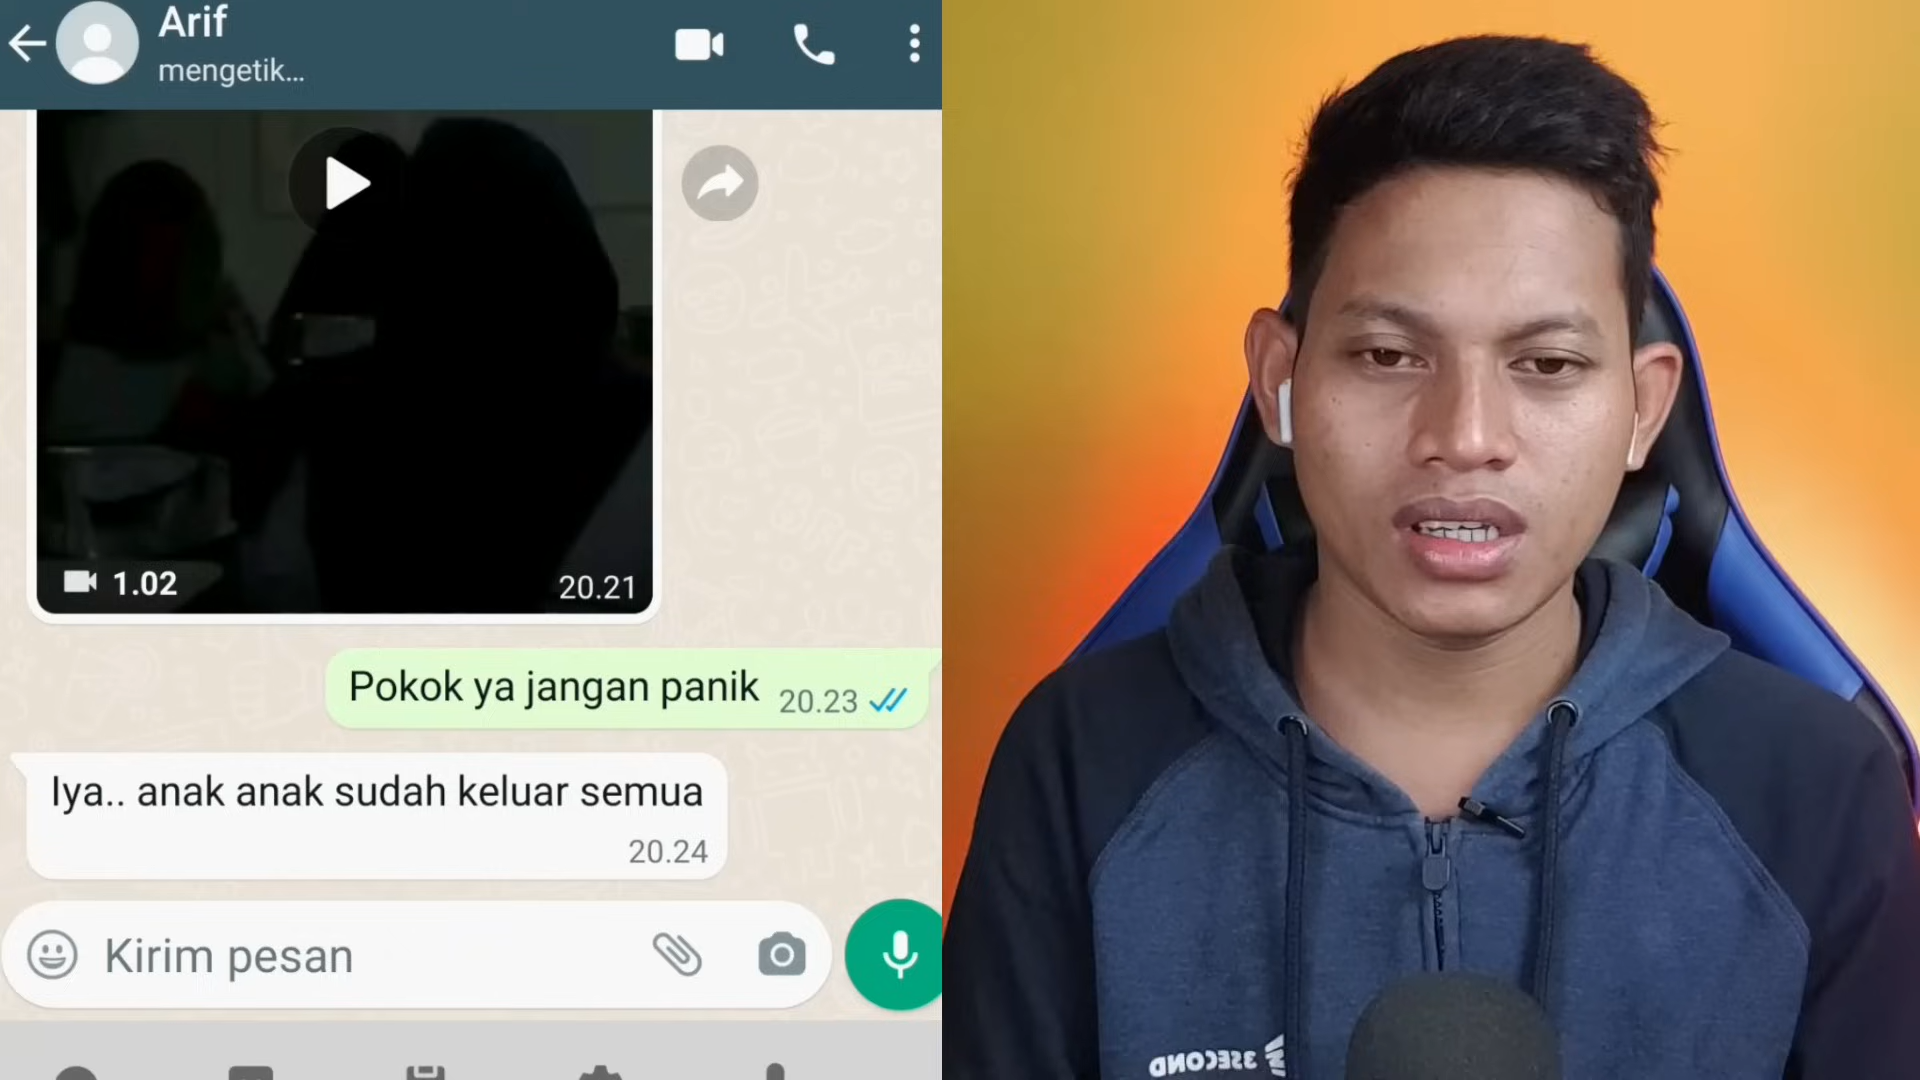 Arif
mengetik...
1.02
20.21
Pokok ya jangan panik 20.23
Iya.. anak anak sudah keluar semua
20.24
Kirim pesan
3SECOND